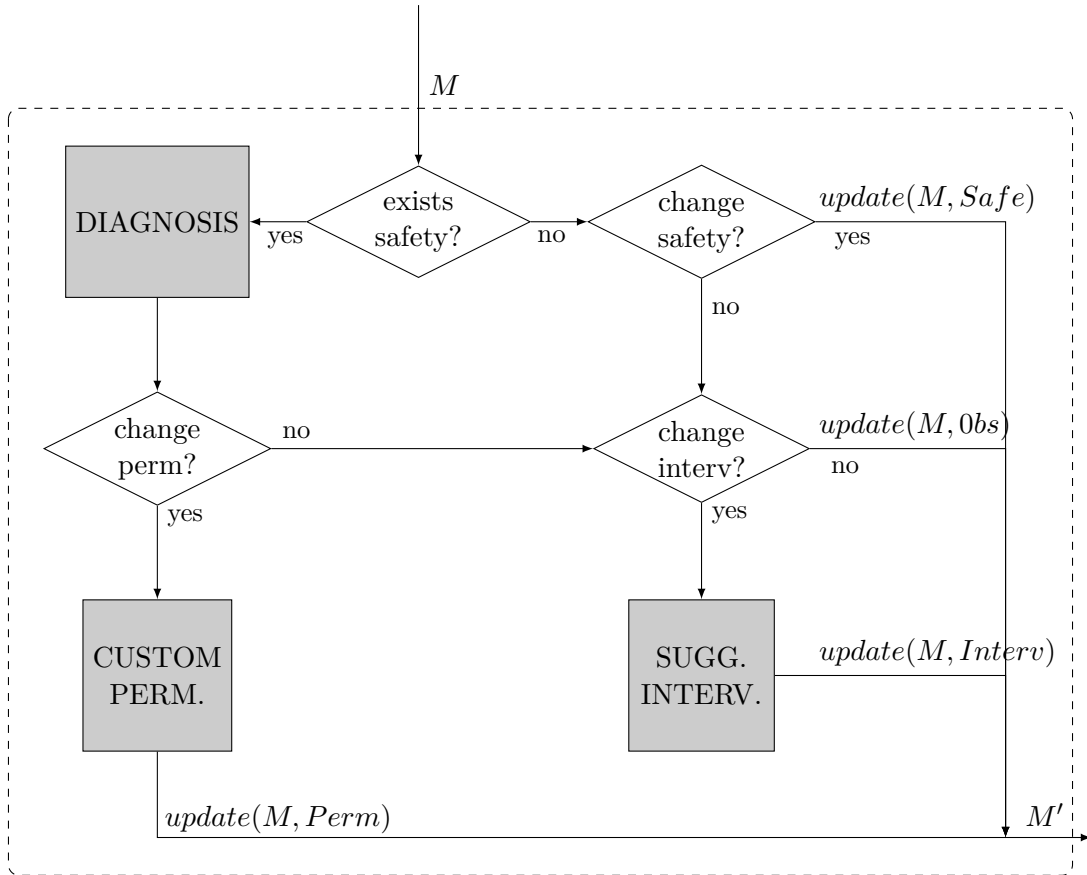 M
exists
safety?
change
safety?
update(M, Safe)
DIAGNOSIS
yes
no
yes
no
change
perm?
no
change
interv?
update(M, 0bs)
no
yes
yes
CUSTOM
PERM.
SUGG.
INTERV.
update(M, Interv)
update(M, Perm)
M'